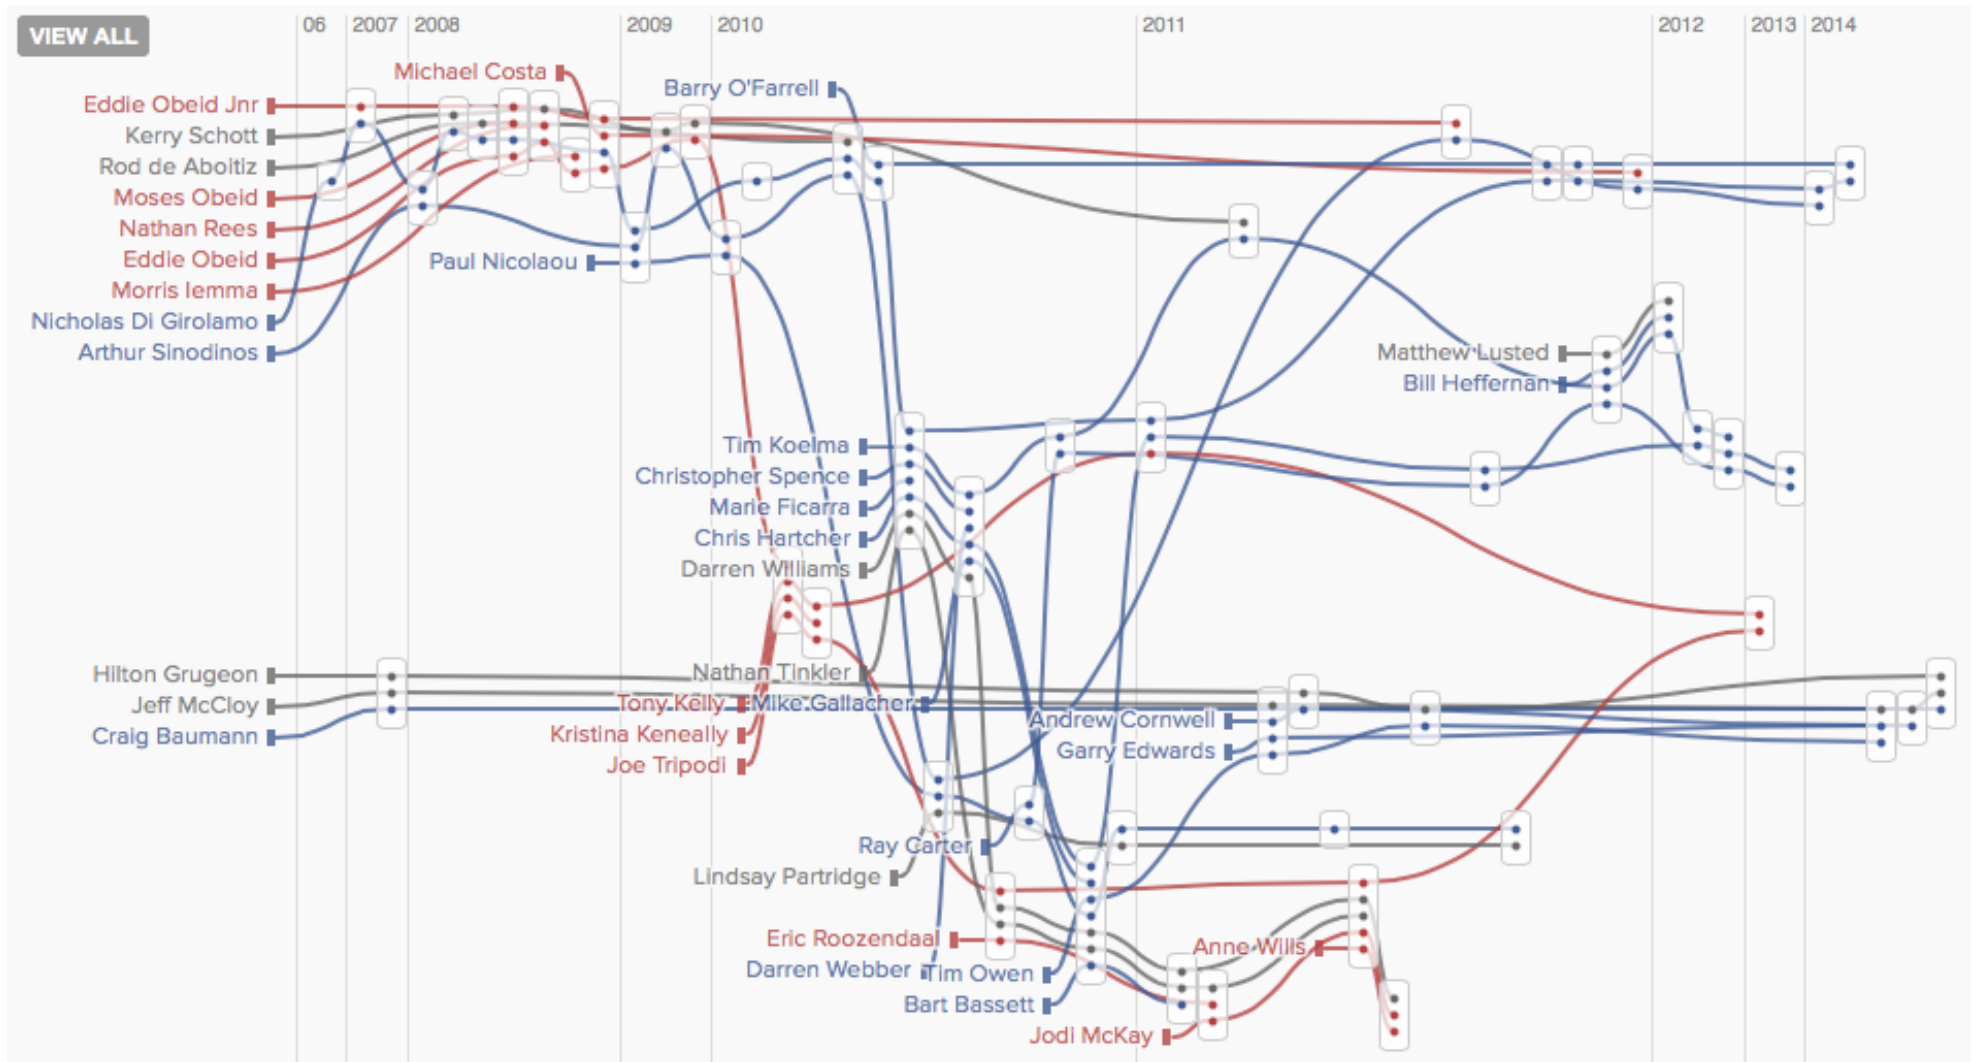 VIEW ALL
06 2007 2008 2009 2010 2011 2012 2013 2014
Michael Costa
Barry O'Farrell
Eddie Obeid Jnr
Kerry Schott
Rod de Aboitiz
Moses Obeid
Nathan Rees
Eddie Obeid
Paul Nicolaou
Morris Iemma
Nicholas Di Girolamo
Arthur Sinodinos
Matthew Lusted
Bill Heffernan
Tim Koelma
Christopher Spence
Marie Ficarra
Chris Hartcher
Darren Williams
Hilton Grugeon
Nathan Tinkler
Jeff McCloy
Tony Kelly
Mike Gallacher
Andrew Cornwell
Craig Baumann
Kristina Keneally
Garry Edwards
Joe Tripodi
Ray Carter
Lindsay Partridge
Eric Roozendaal
Anne Wills
Darren Webber
Tim Owen
Bart Bassett
Jodi McKay